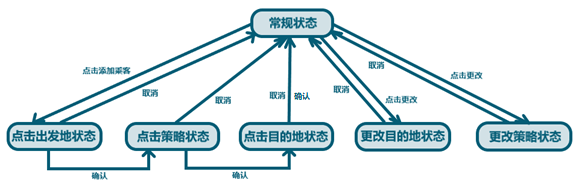 常规状态
点击添加乘客
取消
取消
取消
确认
取消
点击更改
取消
点击更改
点击出发地状态
点击策略状态
点击目的地状态
更改目的地状态
更改策略状态
确认
确认